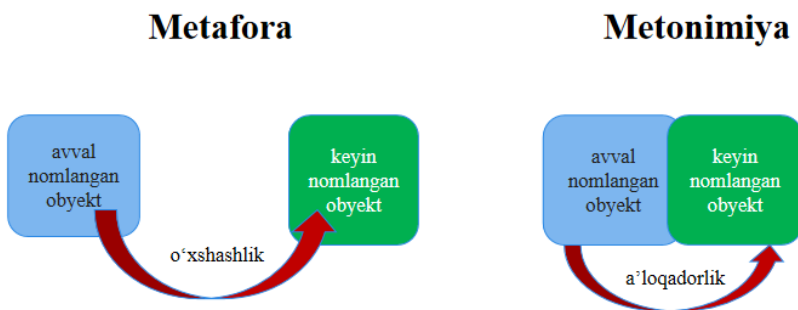 Metafora
avval
nomlangan
obyekt
keyin
nomlangan
obyekt
o‘xshashlik
Metonimiya
avval
nomlangan
obyekt
keyin
nomlangan
obyekt
a’loqadorlik